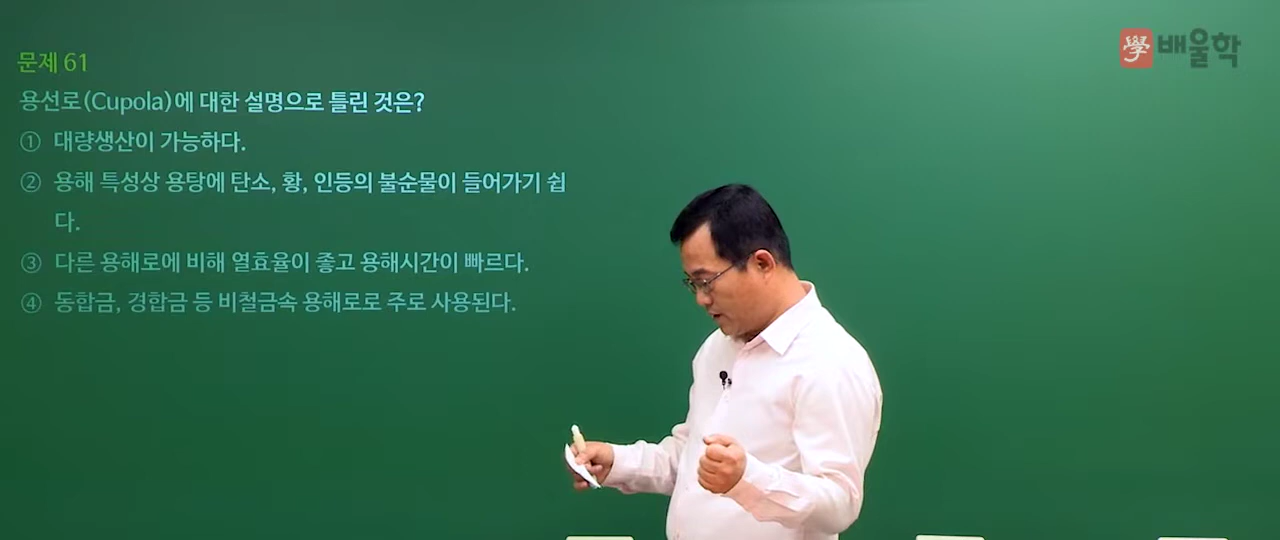 學 배울학
문제 61
용선로(Cupola)에 대한 설명으로 틀린 것은?
① 대량생산이 가능하다.
② 용해 특성상 용탕에 탄소, 황, 인등의 불순물이 들어가기 쉽
다.
③ 다른 용해로에 비해 열효율이 좋고 용해시간이 빠르다.
④ 동합금, 경합금 등 비철금속 용해로로 주로 사용된다.